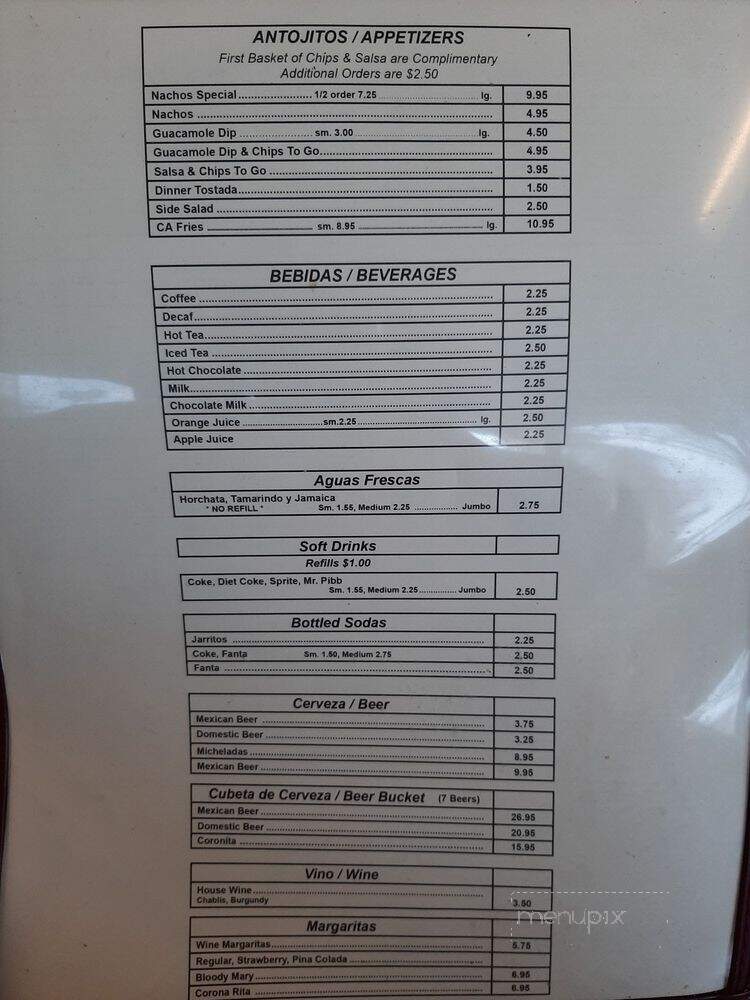 ANTOJITOS / APPETIZERS
First Basket of Chips & Salsa are Complimentary
Additional Orders are $2.50
Nachos Special ...................... 1/2 order 7.25 ............................. lg. 9.95
Nachos ........................................................................ 4.95
Guacamole Dip ...................... sm. 3.00 ................................... lg. 4.50
Guacamole Dip & Chips To Go................................................ 4.95
Salsa & Chips To Go ............................................................ 3.95
Dinner Tostada.................................................................... 1.50
Side Salad .......................................................................... 2.50
CA Fries ______________ sm. 8.95 ______________ lg. 10.95
BEBIDAS / BEVERAGES
Coffee ................................................................................ 2.25
Decaf.................................................................................. 2.25
Hot Tea............................................................................... 2.25
Iced Tea .............................................................................. 2.50
Hot Chocolate ..................................................................... 2.25
Milk..................................................................................... 2.25
Chocolate Milk .................................................................... 2.25
Orange Juice ........................sm.2.25................................... lg. 2.50
Apple Juice 2.25
Aguas Frescas
Horchata, Tamarindo y Jamaica
* NO REFILL * Sm. 1.55, Medium 2.25 .................. Jumbo 2.75
Soft Drinks
Refills $1.00
Coke, Diet Coke, Sprite, Mr. Pibb
Sm. 1.55, Medium 2.25............... Jumbo 2.50
Bottled Sodas
Jarritos ................................................................................ 2.25
Coke, Fanta Sm. 1.50, Medium 2.75 2.50
Fanta .................................................................................. 2.50
Cerveza / Beer
Mexican Beer ...................................................................... 3.75
Domestic Beer ..................................................................... 3.25
Micheladas.......................................................................... 8.95
Mexican Beer ...................................................................... 9.95
Cubeta de Cerveza / Beer Bucket (7 Beers)
Mexican Beer....................................................................... 26.95
Domestic Beer ..................................................................... 20.95
Coronita .............................................................................. 15.95
Vino / Wine
House Wine.........................................................................
Chablis, Burgundy 3.50
menupix
Margaritas
Wine Margaritas................................................................... 5.75
Regular, Strawberry, Pina Colada ..........................................
Bloody Mary........................................................................ 6.95
Corona Rita ......................................................................... 6.95